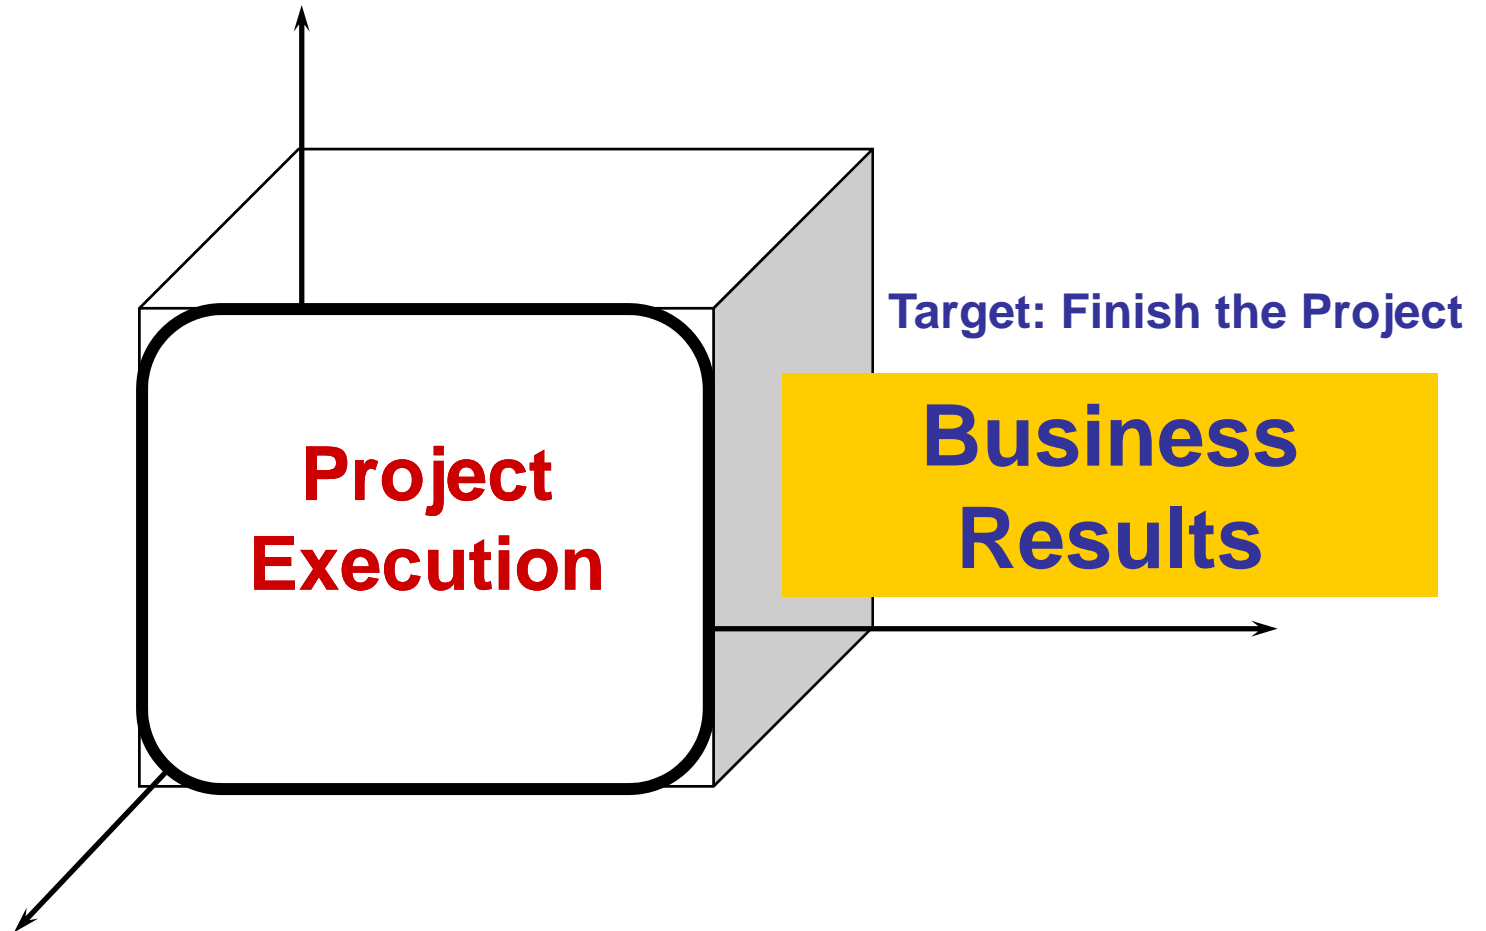 Target: Finish the Project
Business
Results
Project
Execution